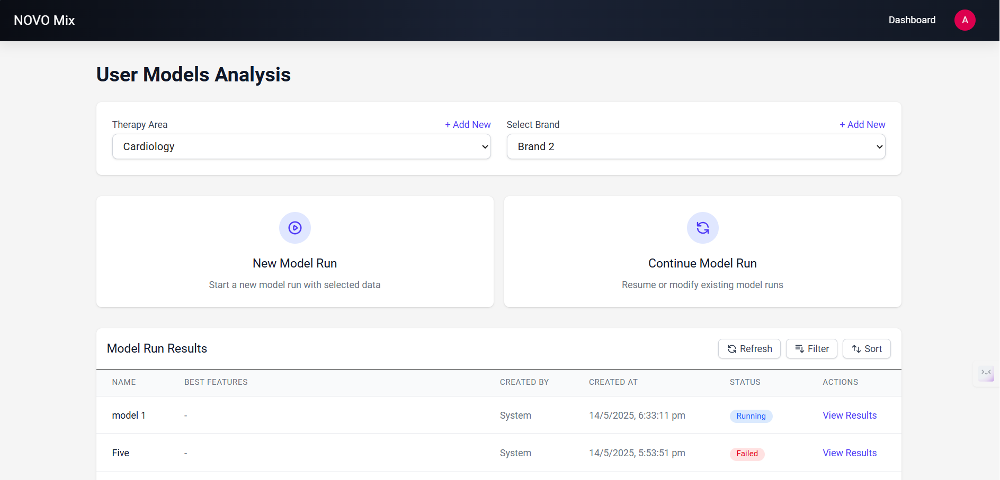 NOVO Mix
Dashboard
A
User Models Analysis
Therapy Area
+ Add New
Select Brand
+ Add New
Cardiology
Brand 2
New Model Run
Start a new model run with selected data
Continue Model Run
Resume or modify existing model runs
Model Run Results
Refresh
Filter
Sort
NAME BEST FEATURES CREATED BY CREATED AT STATUS ACTIONS
model 1 - System 14/5/2025, 6:33:11 pm Running View Results
Five - System 14/5/2025, 5:53:51 pm Failed View Results